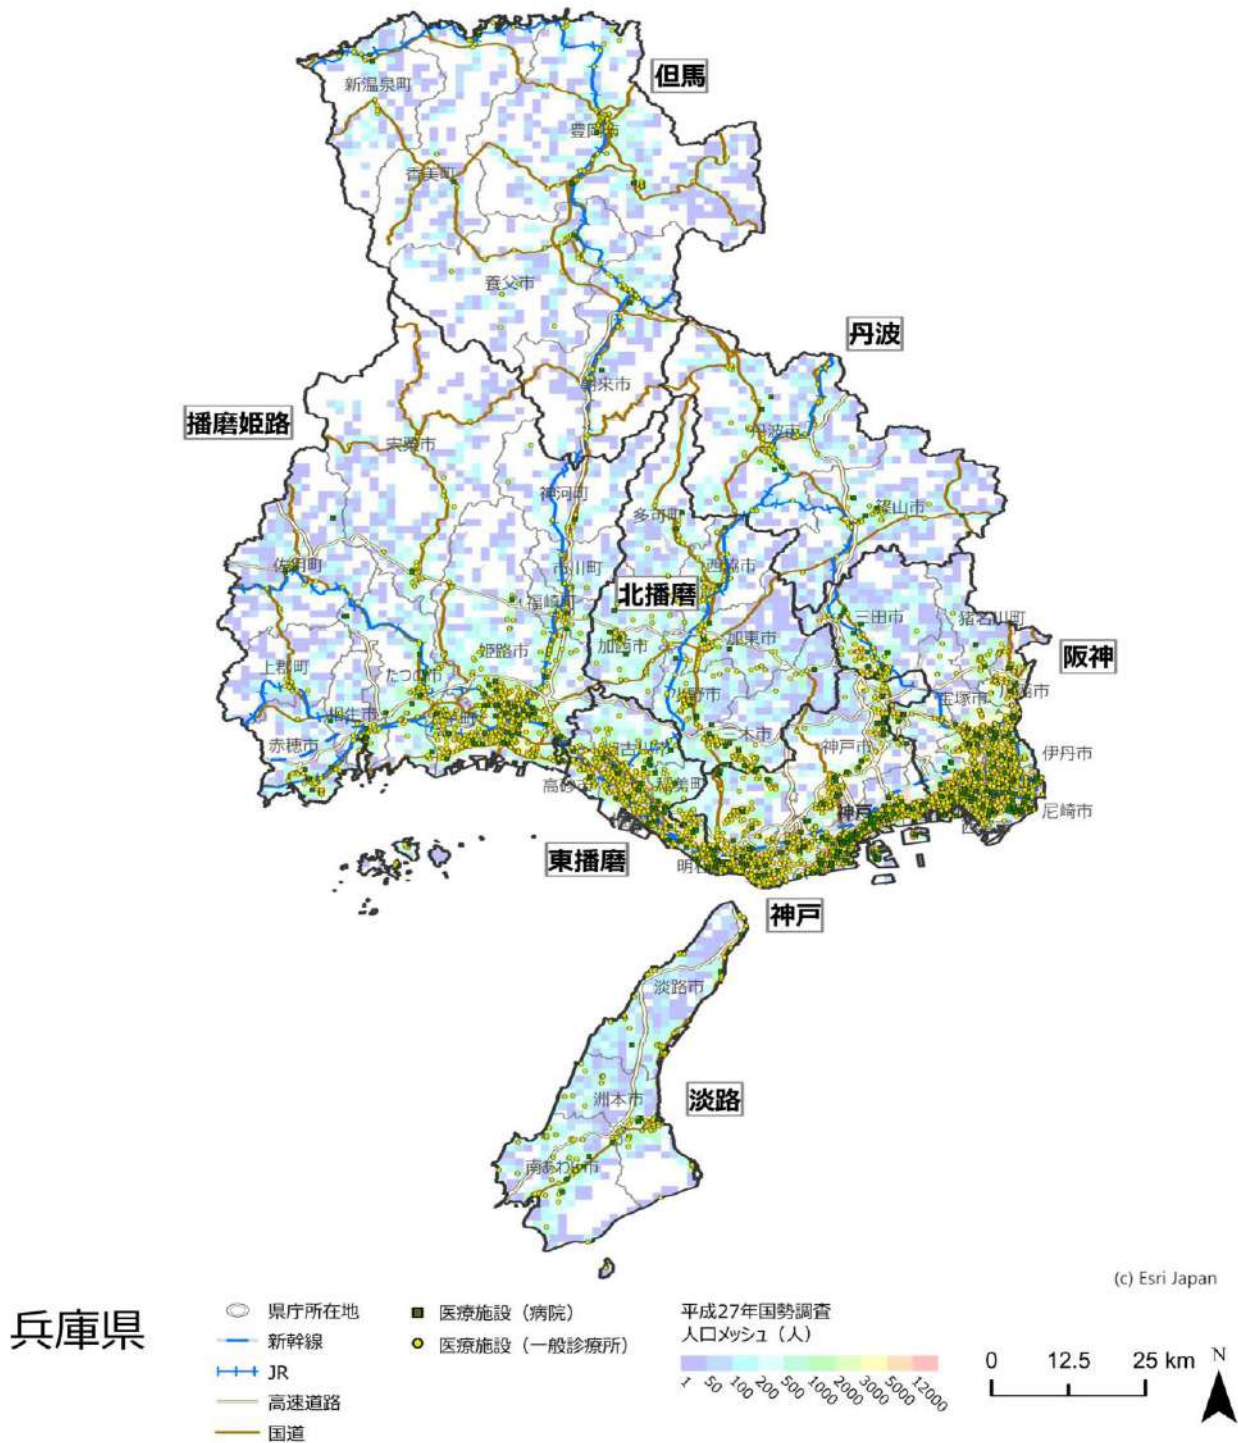 但馬
新温泉町
豊岡市
香美町
養父市
丹波
朝来市
播磨姫路
丹波市
宍粟市
神河町
多可町
篠山市
佐用町
市川町
西脇市
北播磨
福崎町
三田市
猪名川町
加西市
加東市
姫路市
阪神
上郡町
たつの市
小野市
宝塚市
川西市
相生市
赤穂市
三木市
神戸市
伊丹市
高砂市
稲美町
神戸
尼崎市
東播磨
神戸
淡路市
洲本市
淡路
南あわじ市
(c) Esri Japan
兵庫県
県庁所在地
新幹線
JR
高速道路
国道
医療施設（病院）
医療施設（一般診療所）
平成27年国勢調査
人口メッシュ（人）
1 50 100 200 500 1000 2000 3000 5000 12000
0 12.5 25 km
N